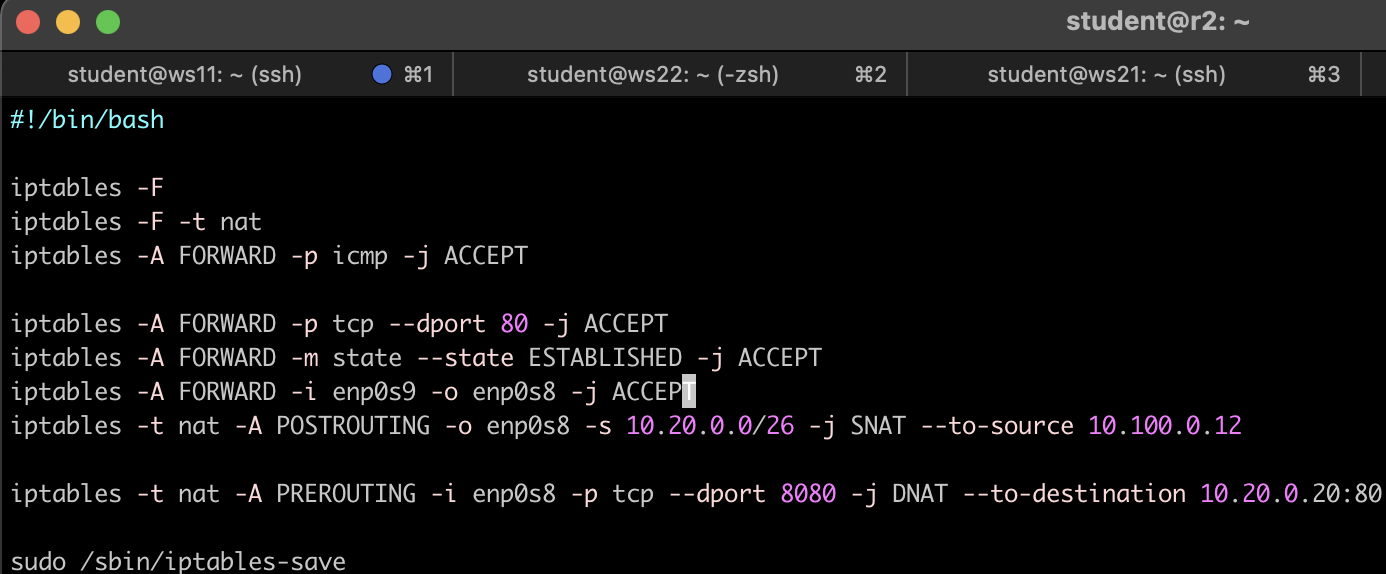 student@r2: ~
student@ws11: ~ (ssh) ⌘1 student@ws22: ~ (-zsh) ⌘2 student@ws21: ~ (ssh) ⌘3
#!/bin/bash
iptables -F
iptables -F -t nat
iptables -A FORWARD -p icmp -j ACCEPT
iptables -A FORWARD -p tcp --dport 80 -j ACCEPT
iptables -A FORWARD -m state --state ESTABLISHED -j ACCEPT
iptables -A FORWARD -i enp0s9 -o enp0s8 -j ACCEPT
iptables -t nat -A POSTROUTING -o enp0s8 -s 10.20.0.0/26 -j SNAT --to-source 10.100.0.12
iptables -t nat -A PREROUTING -i enp0s8 -p tcp --dport 8080 -j DNAT --to-destination 10.20.0.20:80
sudo /sbin/iptables-save